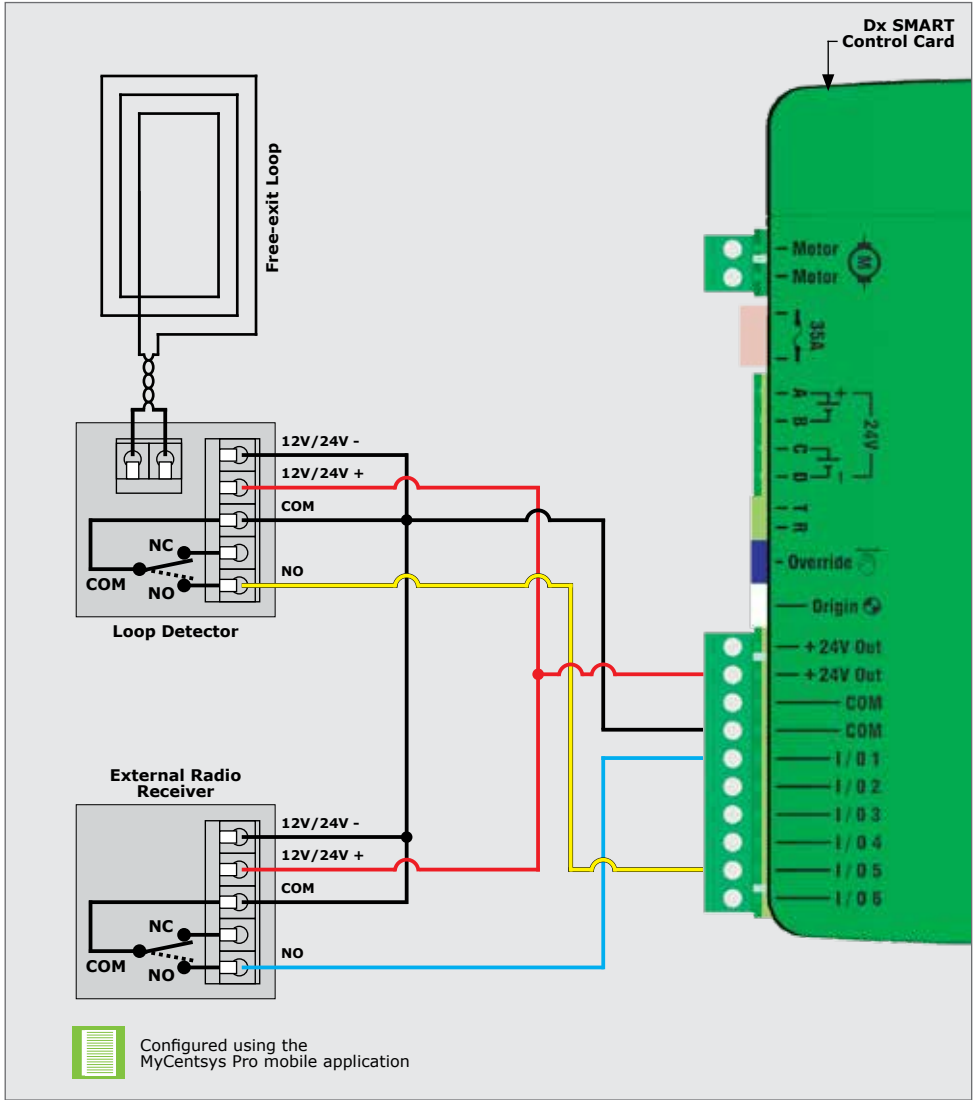 Dx SMART
Control Card
Free-exit Loop
Motor
Motor
M
35A
A +
B
24V
C
D -
T
R
Override
Origin
+24V Out
+24V Out
COM
COM
I/O 1
I/O 2
I/O 3
I/O 4
I/O 5
I/O 6
12V/24V -
12V/24V +
COM
NC
NO
COM
NO
Loop Detector
External Radio
Receiver
12V/24V -
12V/24V +
COM
NC
NO
COM
NO
Configured using the
MyCentsys Pro mobile application